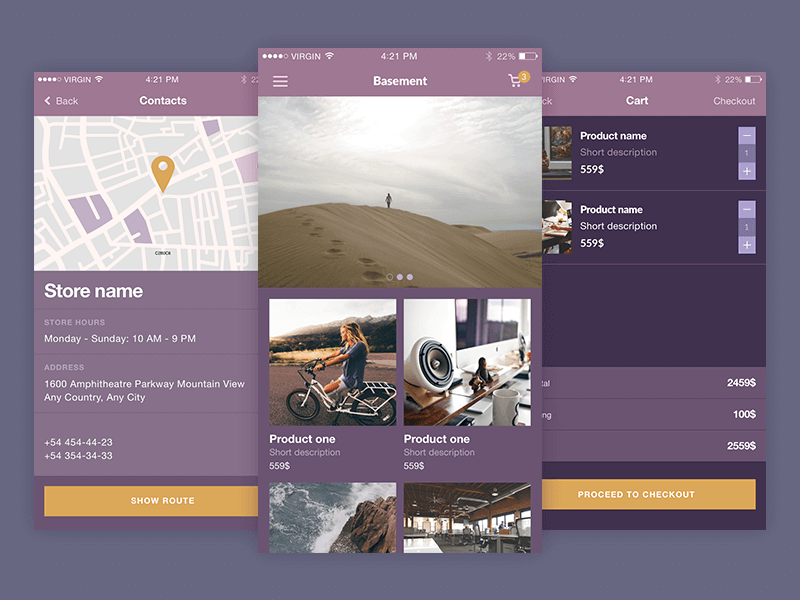 VIRGIN 4:21 PM 22
Back Contacts
Store name
STORE HOURS
Monday - Sunday: 10 AM - 9 PM
ADDRESS
1600 Amphitheatre Parkway Mountain View
Any Country, Any City
+54 454-44-23
+54 354-34-33
SHOW ROUTE
VIRGIN 4:21 PM 22%
Basement 3
Product one
Short description
559$
Product one
Short description
559$
IRGIN 4:21 PM 22%
ck Cart Checkout
Product name
Short description
559$
1
Product name
Short description
559$
1
tal 2459$
ng 100$
2559$
PROCEED TO CHECKOUT